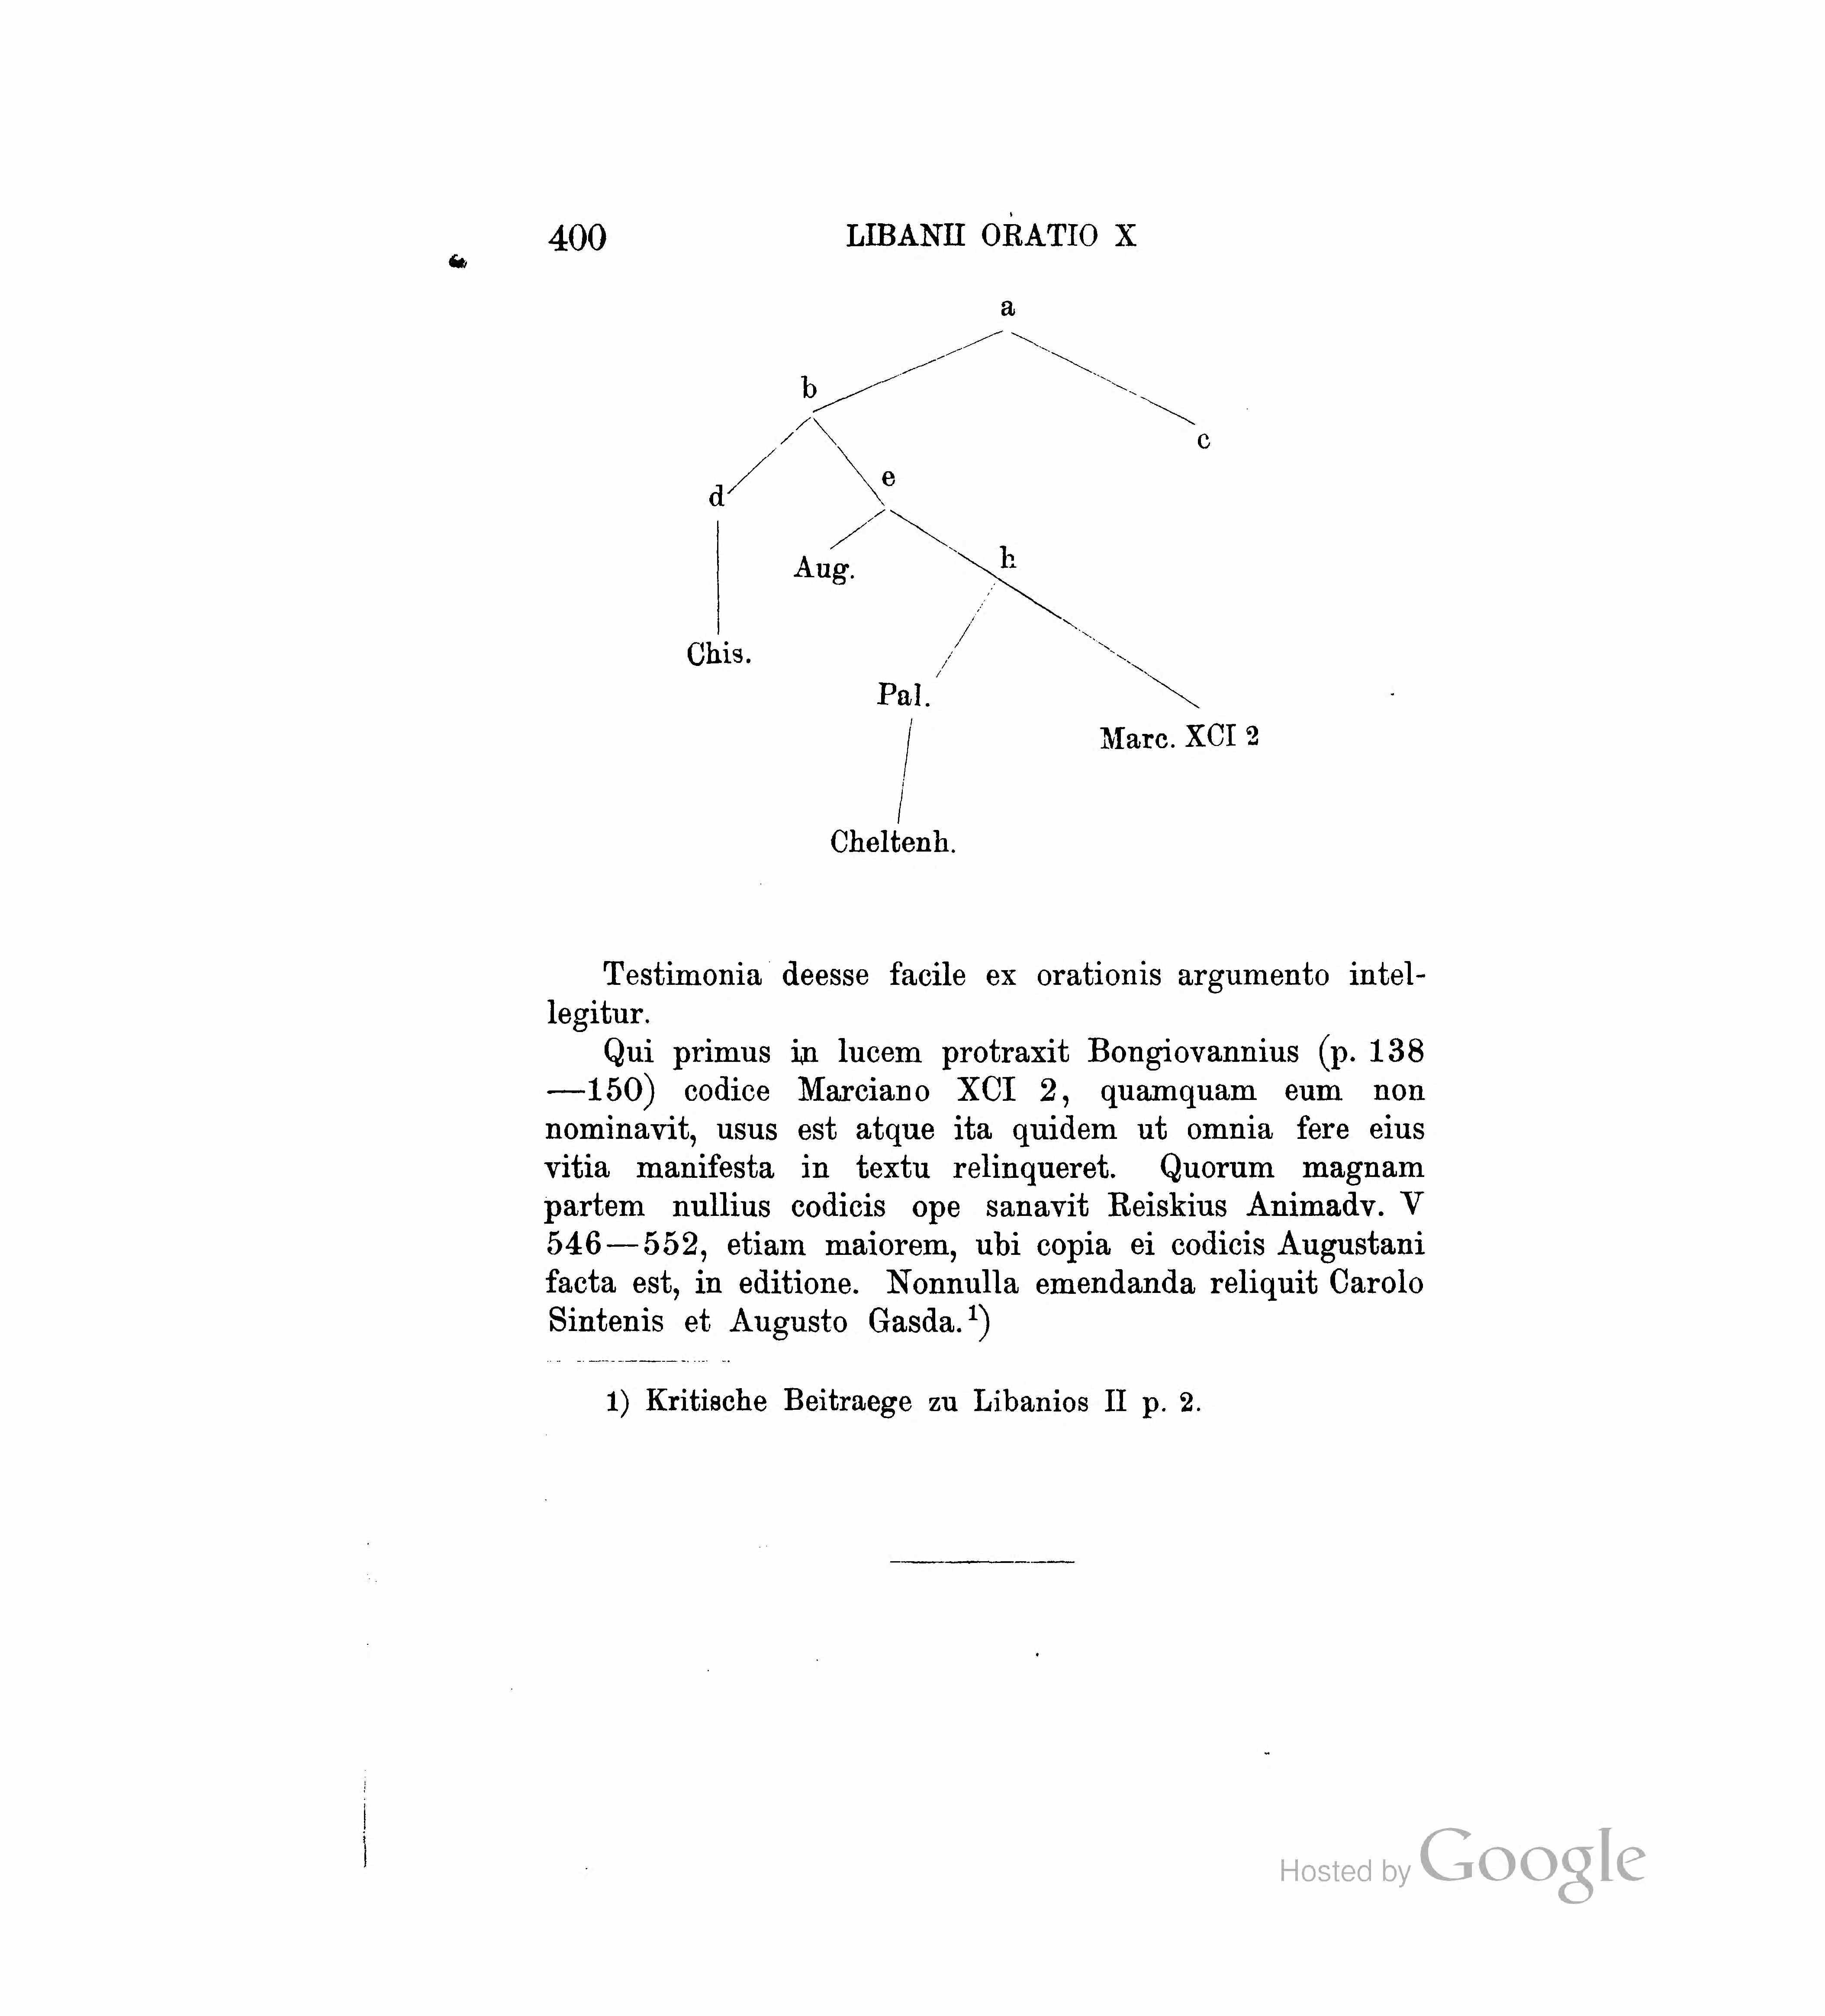 400 LIBANII ORATIO X
a
b
c
e
d
h
Aug.
Chis.
Pal.
Marc. XCI 2
Cheltenh.
Testimonia deesse facile ex orationis argumento intel-
legitur.
Qui primus in lucem protraxit Bongiovannius (p. 138
—150) codice Marciano XCI 2, quamquam eum non
nominavit, usus est atque ita quidem ut omnia fere eius
vitia manifesta in textu relinqueret. Quorum magnam
partem nullius codicis ope sanavit Reiskius Animadv. V
546—552, etiam maiorem, ubi copia ei codicis Augustani
facta est, in editione. Nonnulla emendanda reliquit Carolo
Sintenis et Augusto Gasda.¹)
1) Kritische Beitraege zu Libanios II p. 2.
Hosted by Google